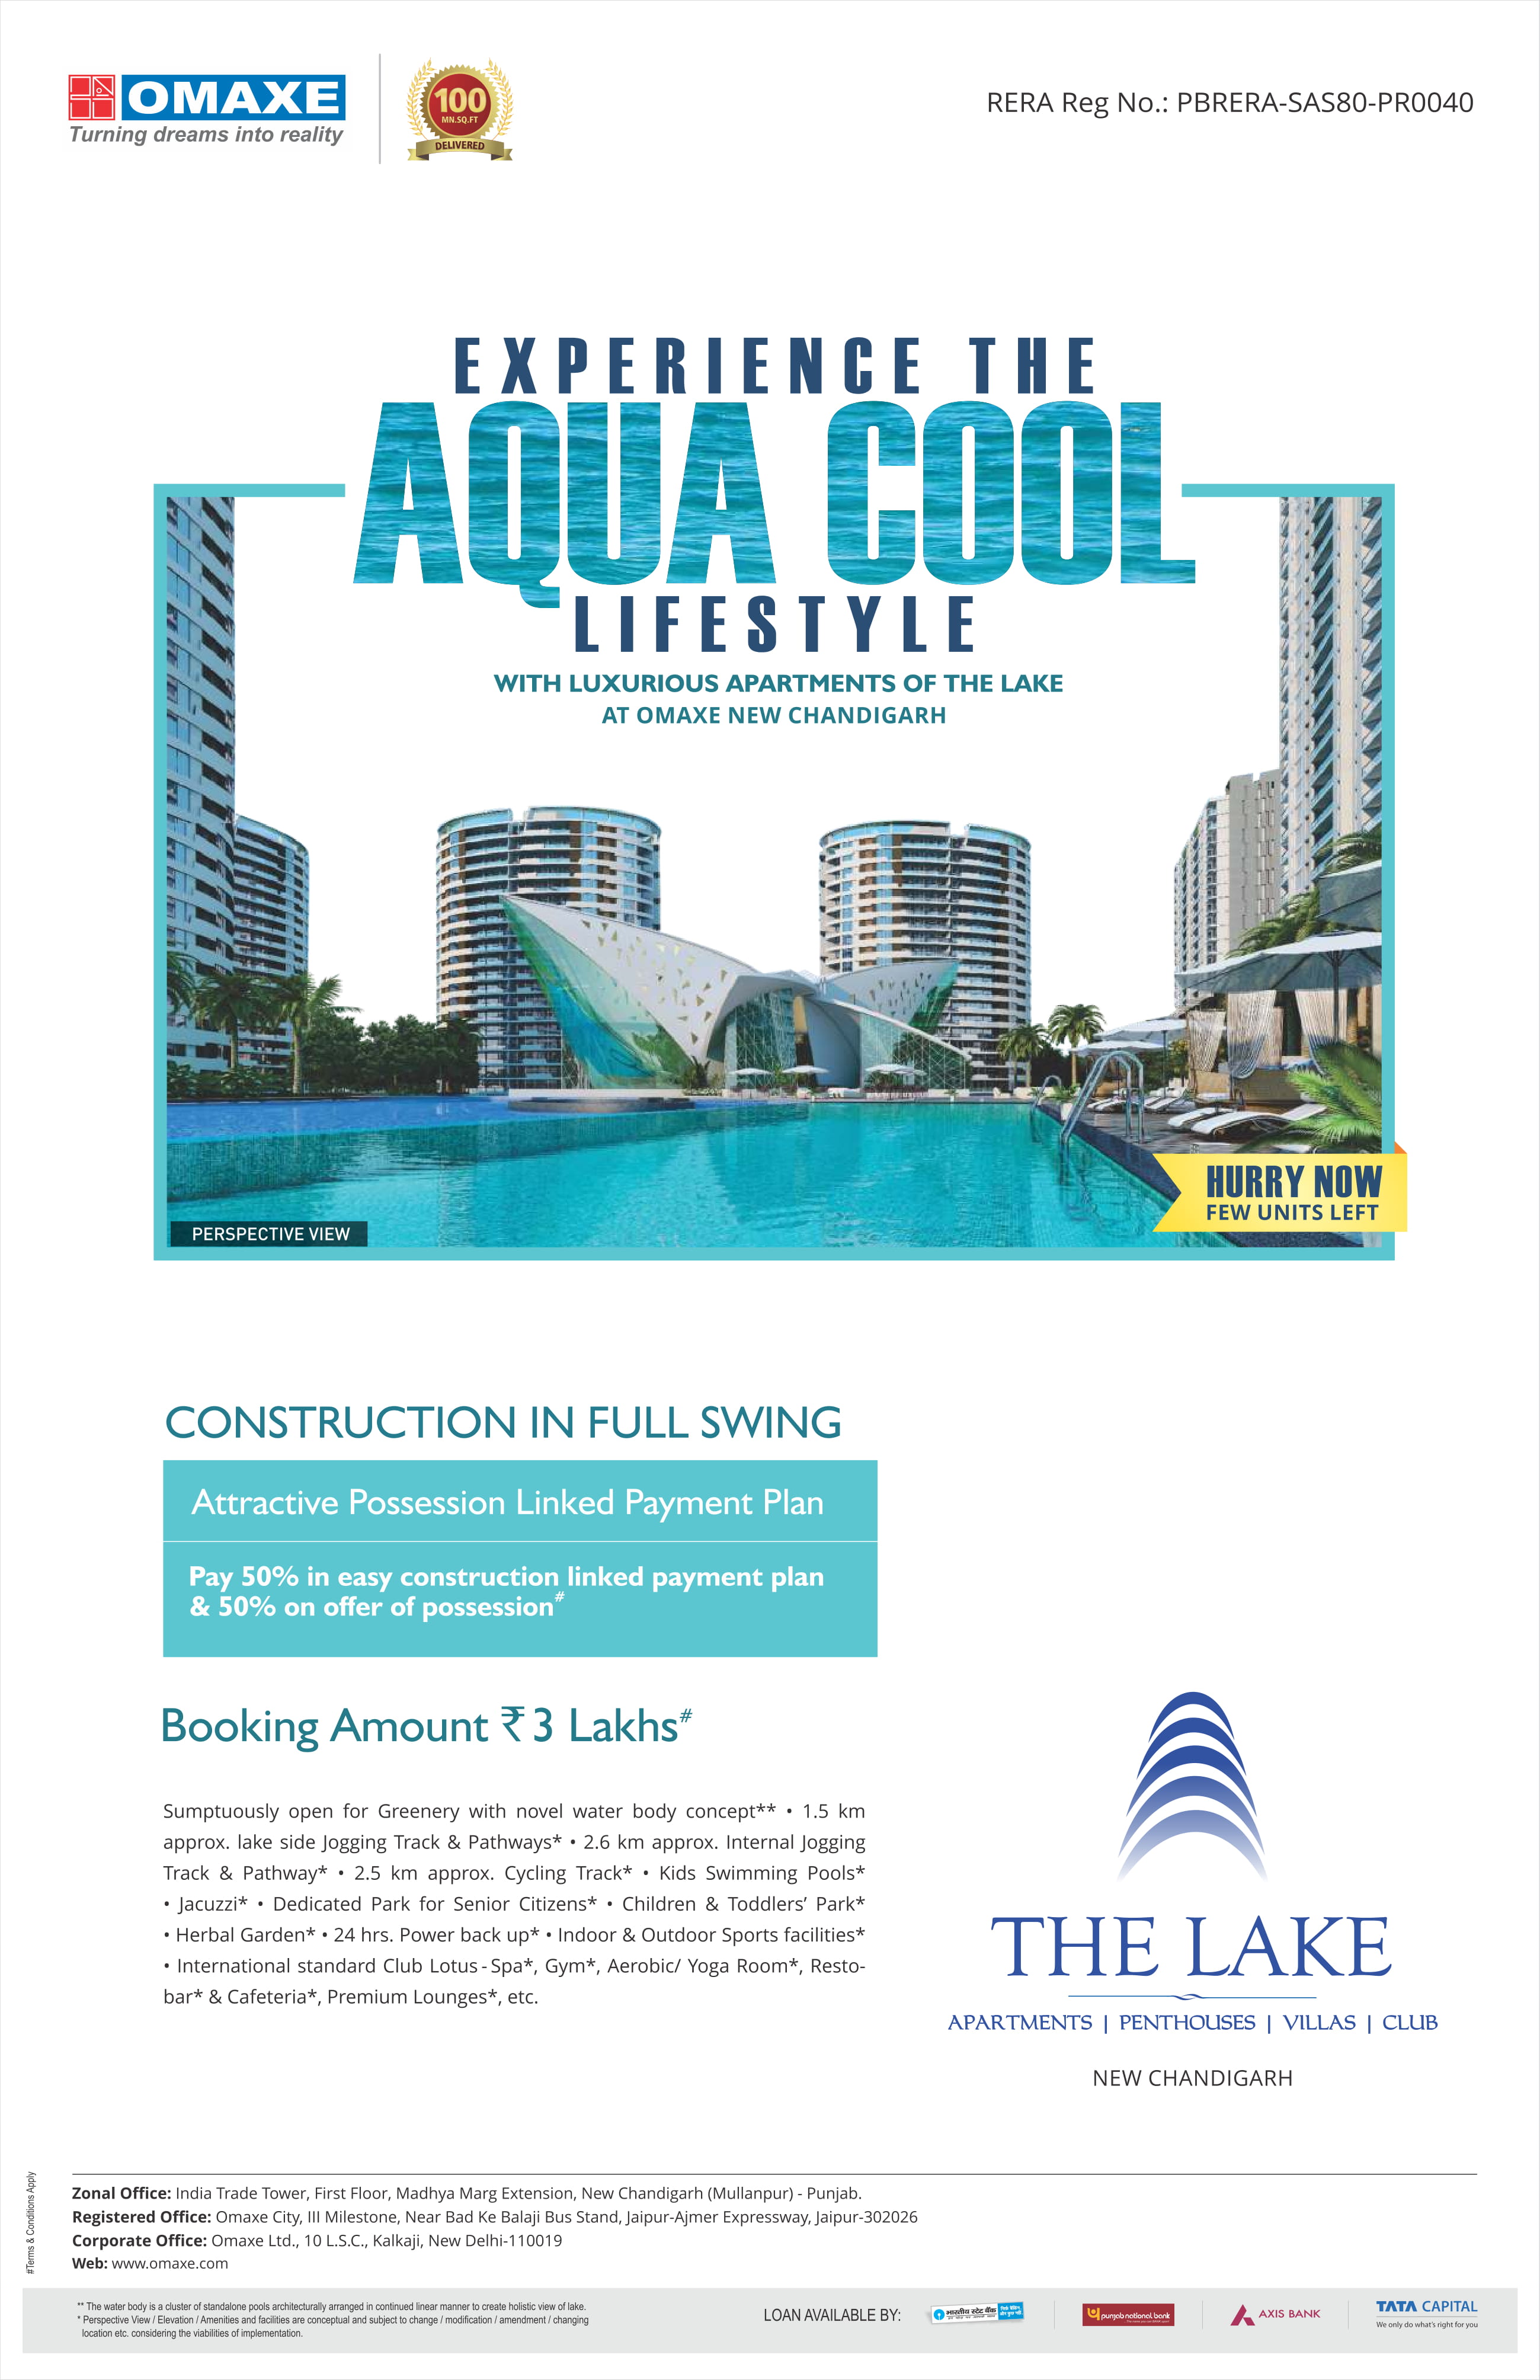 OMAXE
Turning dreams into reality
100
MN.SQ.FT
DELIVERED
RERA Reg No.: PBRERA-SAS80-PR0040
EXPERIENCE THE
AQUA COOL
LIFESTYLE
WITH LUXURIOUS APARTMENTS OF THE LAKE
AT OMAXE NEW CHANDIGARH
HURRY NOW
FEW UNITS LEFT
PERSPECTIVE VIEW
CONSTRUCTION IN FULL SWING
Attractive Possession Linked Payment Plan
Pay 50% in easy construction linked payment plan
& 50% on offer of possession#
Booking Amount ₹ 3 Lakhs#
Sumptuously open for Greenery with novel water body concept** • 1.5 km
approx. lake side Jogging Track & Pathways* • 2.6 km approx. Internal Jogging
Track & Pathway* • 2.5 km approx. Cycling Track* • Kids Swimming Pools*
• Jacuzzi* • Dedicated Park for Senior Citizens* • Children & Toddlers’ Park*
• Herbal Garden* • 24 hrs. Power back up* • Indoor & Outdoor Sports facilities*
• International standard Club Lotus - Spa*, Gym*, Aerobic/ Yoga Room*, Resto-
bar* & Cafeteria*, Premium Lounges*, etc.
THE LAKE
APARTMENTS | PENTHOUSES | VILLAS | CLUB
NEW CHANDIGARH
#Terms & Conditions Apply
Zonal Office: India Trade Tower, First Floor, Madhya Marg Extension, New Chandigarh (Mullanpur) - Punjab.
Registered Office: Omaxe City, III Milestone, Near Bad Ke Balaji Bus Stand, Jaipur-Ajmer Expressway, Jaipur-302026
Corporate Office: Omaxe Ltd., 10 L.S.C., Kalkaji, New Delhi-110019
Web: www.omaxe.com
** The water body is a cluster of standalone pools architecturally arranged in continued linear manner to create holistic view of lake.
* Perspective View / Elevation / Amenities and facilities are conceptual and subject to change / modification / amendment / changing
location etc. considering the viabilities of implementation.
LOAN AVAILABLE BY:
भारतीय स्टेट बैंक
punjab national bank
AXIS BANK
TATA CAPITAL
We only do what's right for you